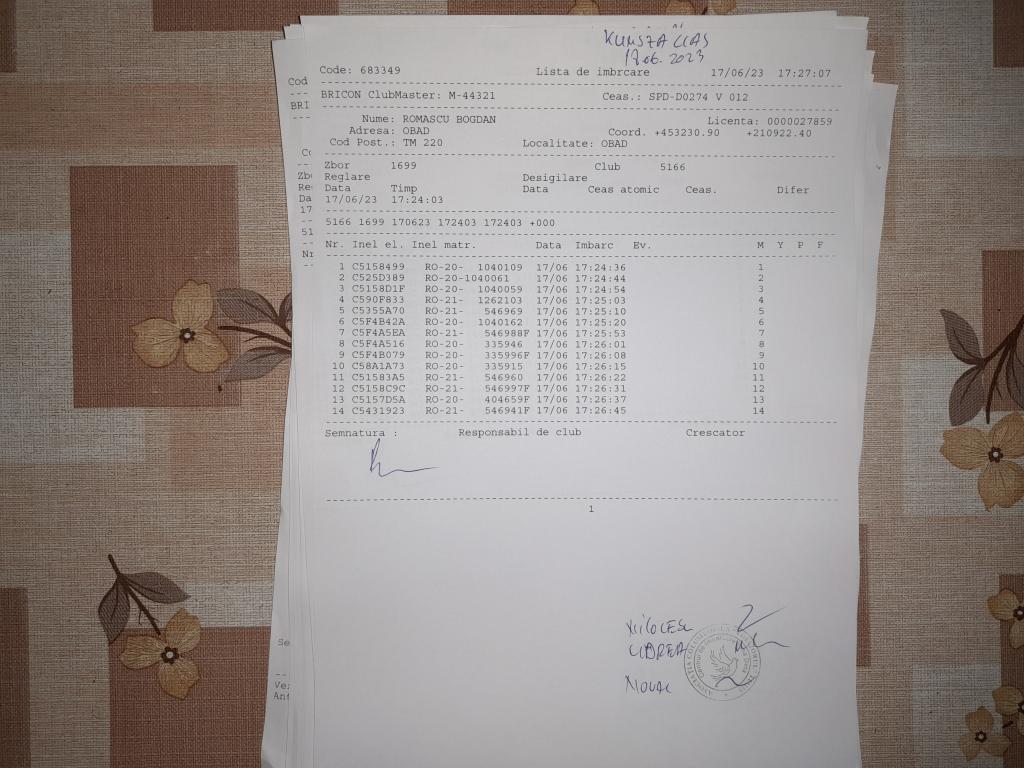 KUNSZALLAS
18 06. 2023
Code: 683349 Lista de imbrcare 17/06/23 17:27:07
BRICON ClubMaster: M-44321 Ceas.: SPD-D0274 V 012
Nume: ROMASCU BOGDAN Licenta: 0000027859
Adresa: OBAD Coord. +453230.90 +210922.40
Cod Post.: TM 220 Localitate: OBAD
Zbor 1699 Club 5166
Reglare Desigilare
Data Timp Data Ceas atomic Ceas. Difer
17/06/23 17:24:03
5166 1699 170623 172403 172403 +000
Nr. Inel el. Inel matr. Data Imbarc Ev. M Y P F
1 C5158499 RO-20- 1040109 17/06 17:24:36 1
2 C525D389 RO-20-1040061 17/06 17:24:44 2
3 C5158D1F RO-20- 1040059 17/06 17:24:54 3
4 C590F833 RO-21- 1262103 17/06 17:25:03 4
5 C5355A70 RO-21- 546969 17/06 17:25:10 5
6 C5F4B42A RO-20- 1040162 17/06 17:25:20 6
7 C5F4A5EA RO-21- 546988F 17/06 17:25:53 7
8 C5F4A516 RO-20- 335946 17/06 17:26:01 8
9 C5F4B079 RO-20- 335996F 17/06 17:26:08 9
10 C58A1A73 RO-20- 335915 17/06 17:26:15 10
11 C51583A5 RO-21- 546960 17/06 17:26:22 11
12 C5158C9C RO-21- 546997F 17/06 17:26:31 12
13 C5157D5A RO-20- 404659F 17/06 17:26:37 13
14 C5431923 RO-21- 546941F 17/06 17:26:45 14
Semnatura : Responsabil de club Crescator
1